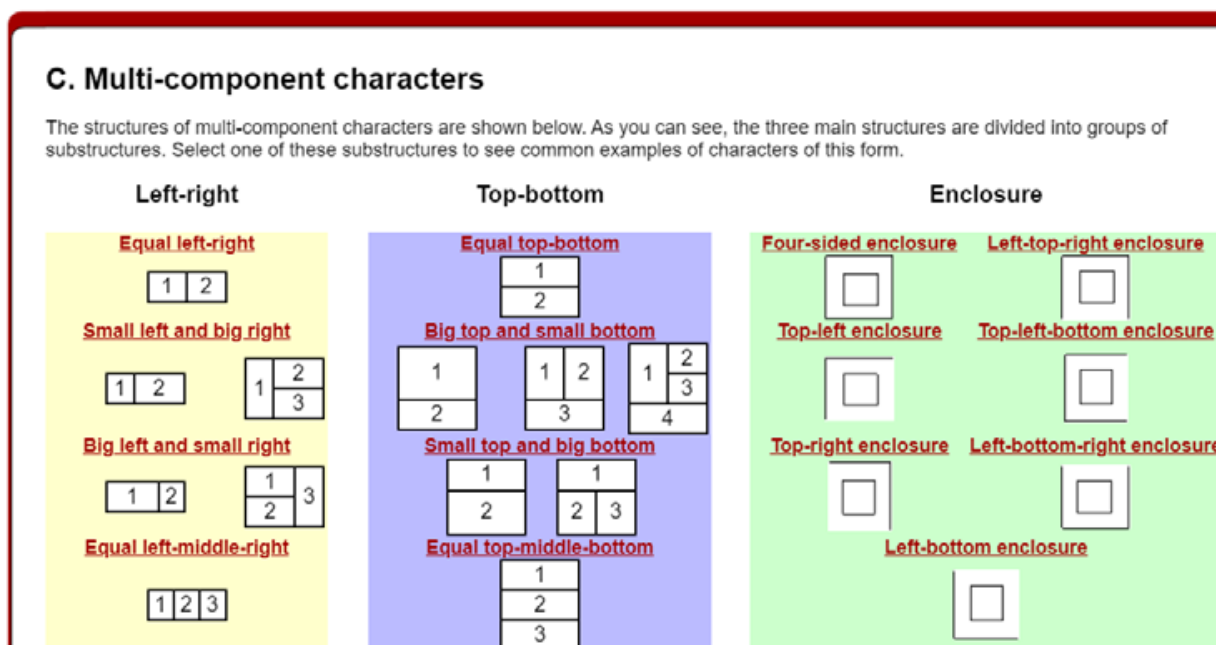 C. Multi-component characters
The structures of multi-component characters are shown below. As you can see, the three main structures are divided into groups of
substructures. Select one of these substructures to see common examples of characters of this form.
Left-right
Equal left-right
1 2
Small left and big right
1 2
1 2 3
Big left and small right
1 2
1 2 3
Equal left-middle-right
1 2 3
Top-bottom
Equal top-bottom
1
2
Big top and small bottom
1
2
1 2
3
1 2
3
4
Small top and big bottom
1
2
1
2 3
Equal top-middle-bottom
1
2
3
Enclosure
Four-sided enclosure
Left-top-right enclosure
Top-left enclosure
Top-left-bottom enclosure
Top-right enclosure
Left-bottom-right enclosure
Left-bottom enclosure